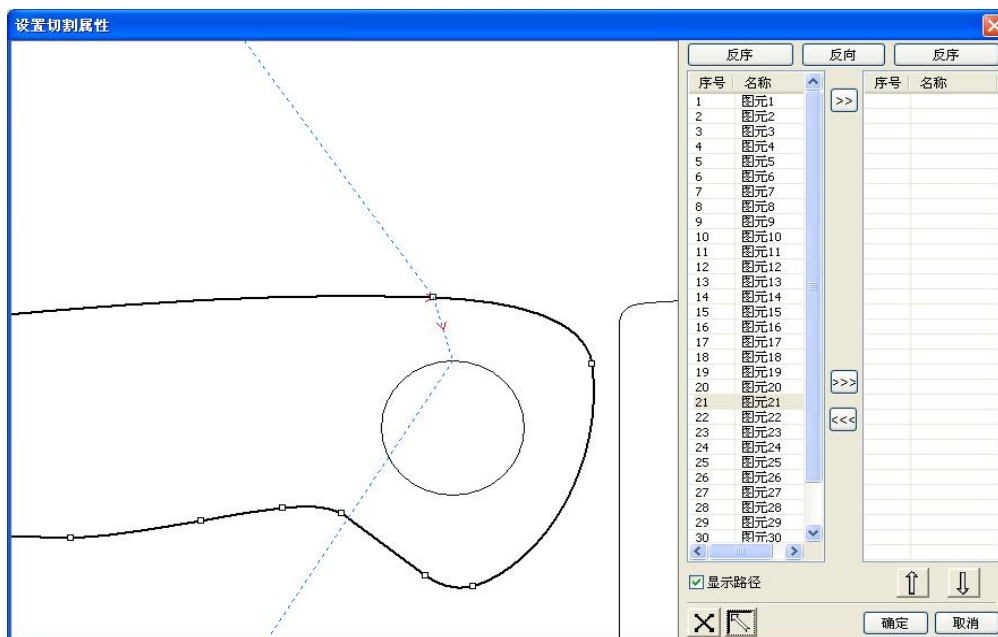 设置切割属性
反序 反向 反序
序号 名称 序号 名称
1 图元1
2 图元2
3 图元3
4 图元4
5 图元5
6 图元6
7 图元7
8 图元8
9 图元9
10 图元10
11 图元11
12 图元12
13 图元13
14 图元14
15 图元15
16 图元16
17 图元17
18 图元18
19 图元19
20 图元20
21 图元21
22 图元22
23 图元23
24 图元24
25 图元25
26 图元26
27 图元27
28 图元28
29 图元29
30 图元30
>>
>>>
<<<
显示路径
确定 取消